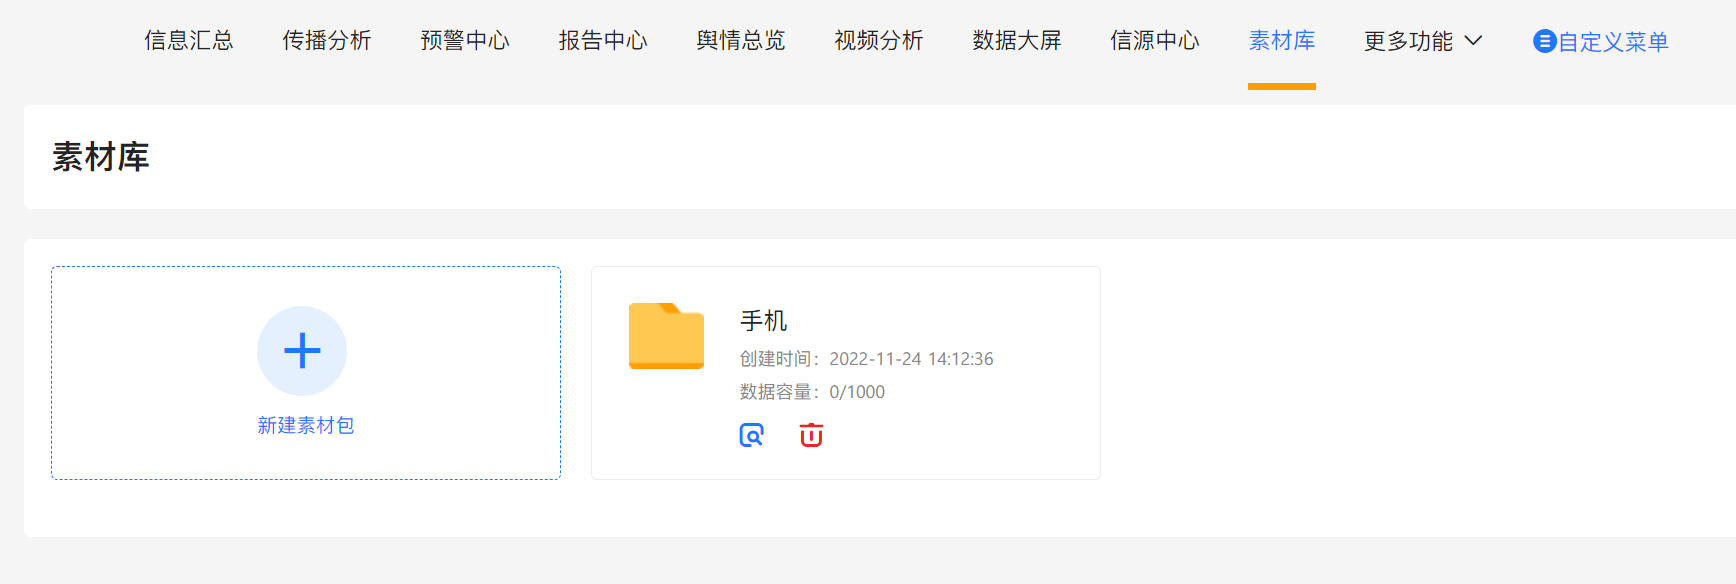 信息汇总 传播分析 预警中心 报告中心 舆情总览 视频分析 数据大屏 信源中心 素材库 更多功能 自定义菜单
素材库
新建素材包
手机
创建时间：2022-11-24 14:12:36
数据容量：0/1000